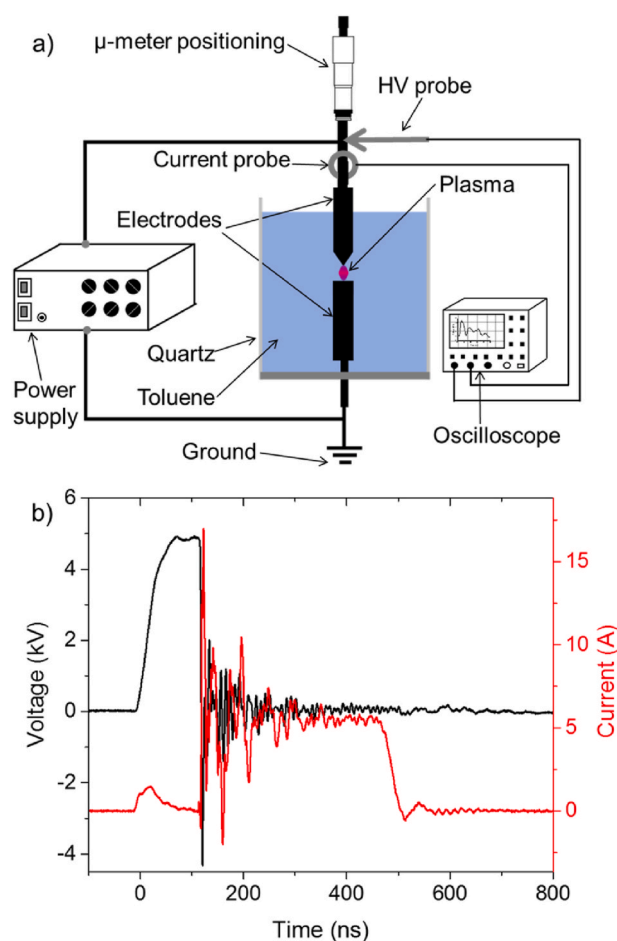 a)
µ-meter positioning
HV probe
Current probe
Plasma
Electrodes
Quartz
Toluene
Power
supply
Oscilloscope
Ground
b)
6
4
2
0
-2
-4
Voltage (kV)
15
10
5
0
Current (A)
0
200
400
600
800
Time (ns)